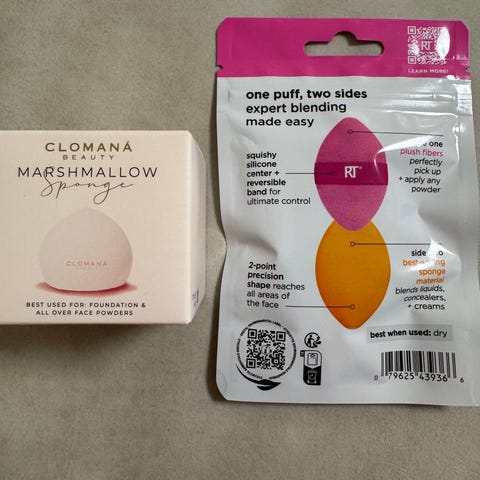 CLOMANÁ
BEAUTY
MARSHMALLOW
Sponge
CLOMANÁ
BEST USED FOR: FOUNDATION &
ALL OVER FACE POWDERS
RT
LEARN MORE!
one puff, two sides
expert blending
made easy
squishy
silicone
center +
reversible
band for
ultimate control
RT®
one
plush fibers
perfectly
pick up
+ apply any
powder
2-point
precision
shape reaches
all areas of
the face
side
sponge
material
blends liquids,
concealers,
+ creams
best when used: dry
0 79625 43936 6